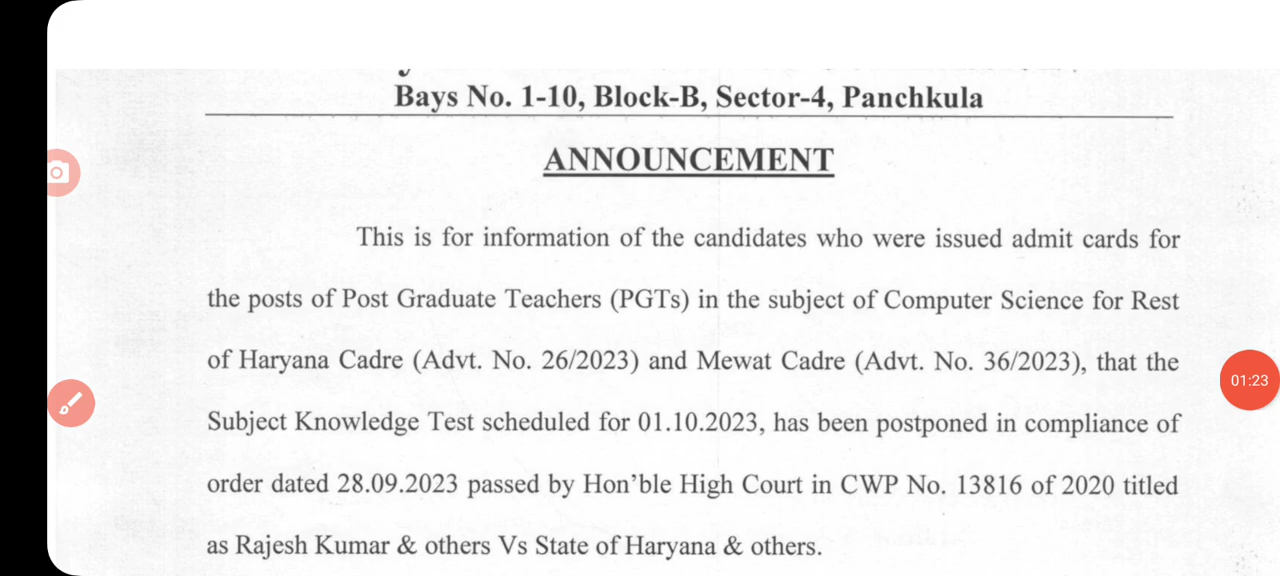 Bays No. 1-10, Block-B, Sector-4, Panchkula
ANNOUNCEMENT
This is for information of the candidates who were issued admit cards for
the posts of Post Graduate Teachers (PGTs) in the subject of Computer Science for Rest
of Haryana Cadre (Advt. No. 26/2023) and Mewat Cadre (Advt. No. 36/2023), that the
01:23
Subject Knowledge Test scheduled for 01.10.2023, has been postponed in compliance of
order dated 28.09.2023 passed by Hon’ble High Court in CWP No. 13816 of 2020 titled
as Rajesh Kumar & others Vs State of Haryana & others.